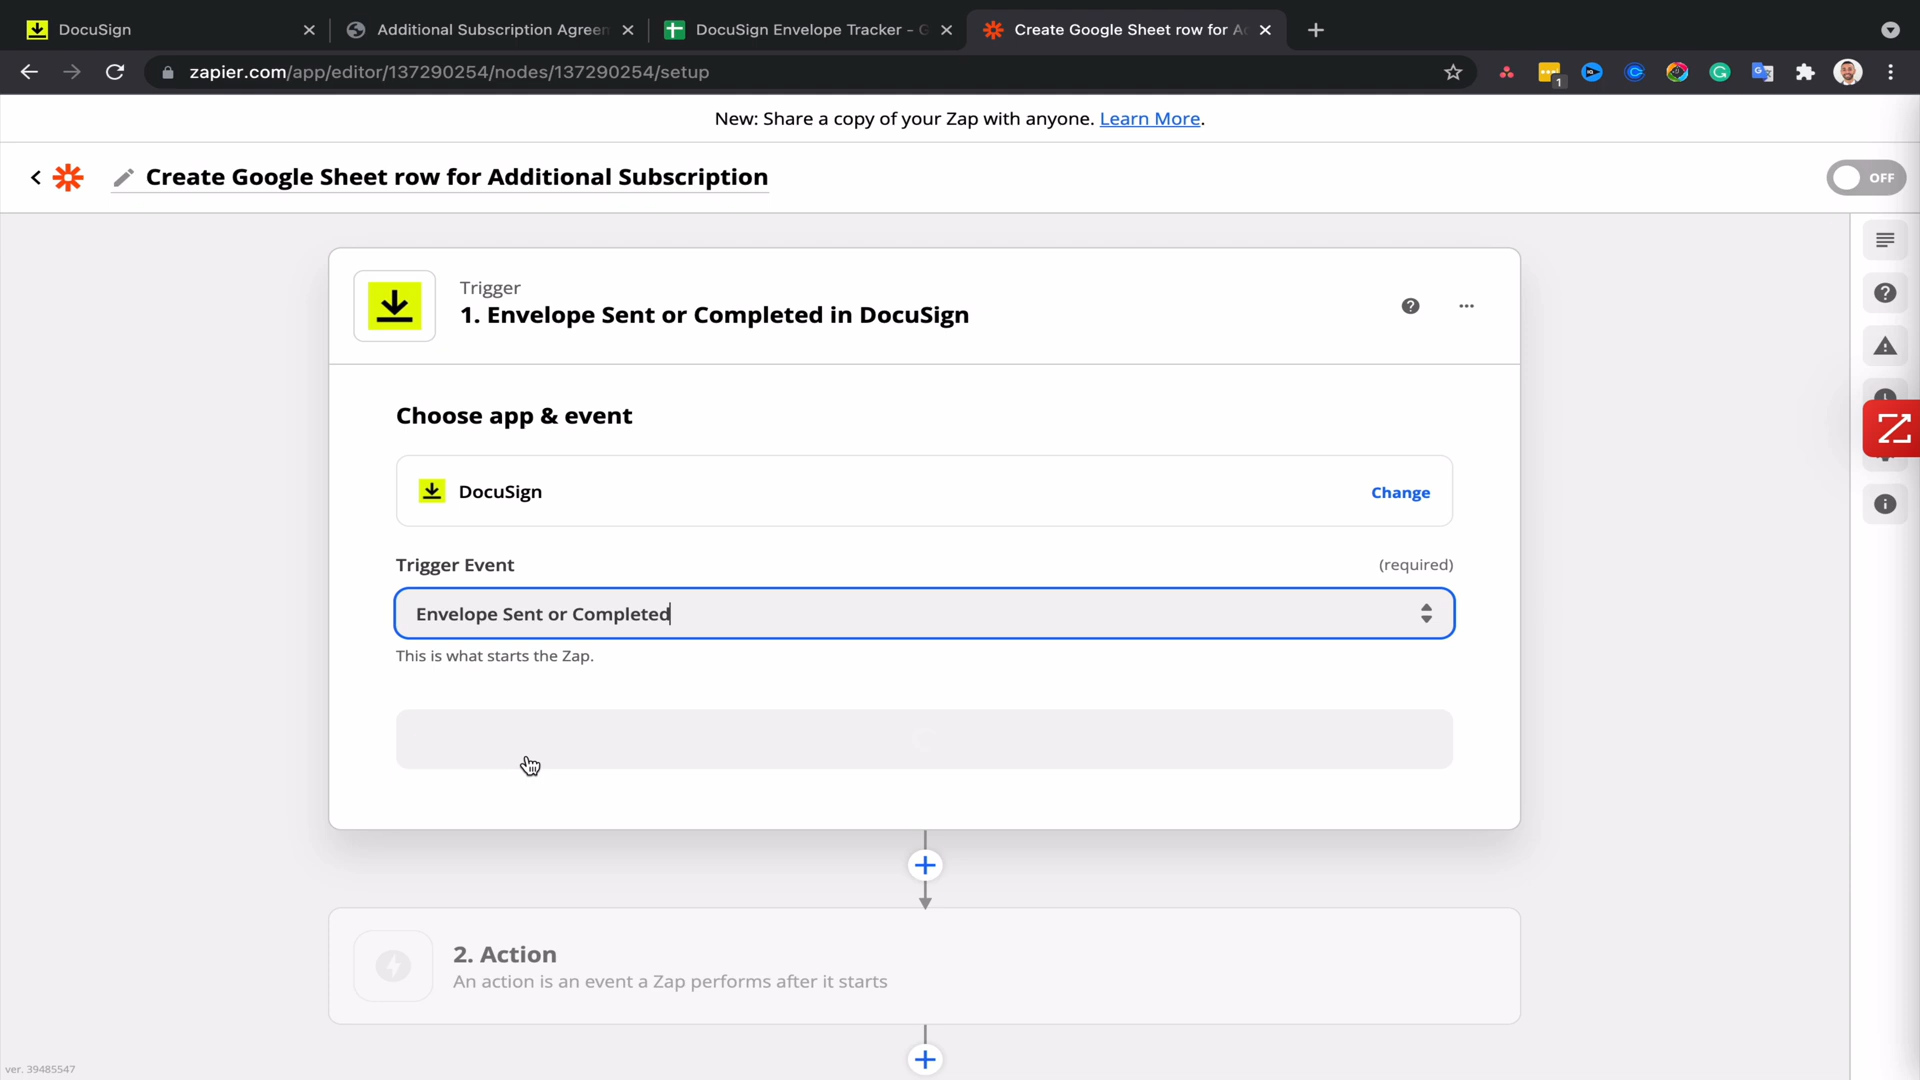 DocuSign
Additional Subscription Agreem
DocuSign Envelope Tracker - G
Create Google Sheet row for Ad
zapier.com/app/editor/137290254/nodes/137290254/setup
1
New: Share a copy of your Zap with anyone. Learn More.
Create Google Sheet row for Additional Subscription
OFF
Trigger
1. Envelope Sent or Completed in DocuSign
Choose app & event
DocuSign
Change
Trigger Event
(required)
Envelope Sent or Completed
This is what starts the Zap.
2. Action
An action is an event a Zap performs after it starts
ver. 39485547